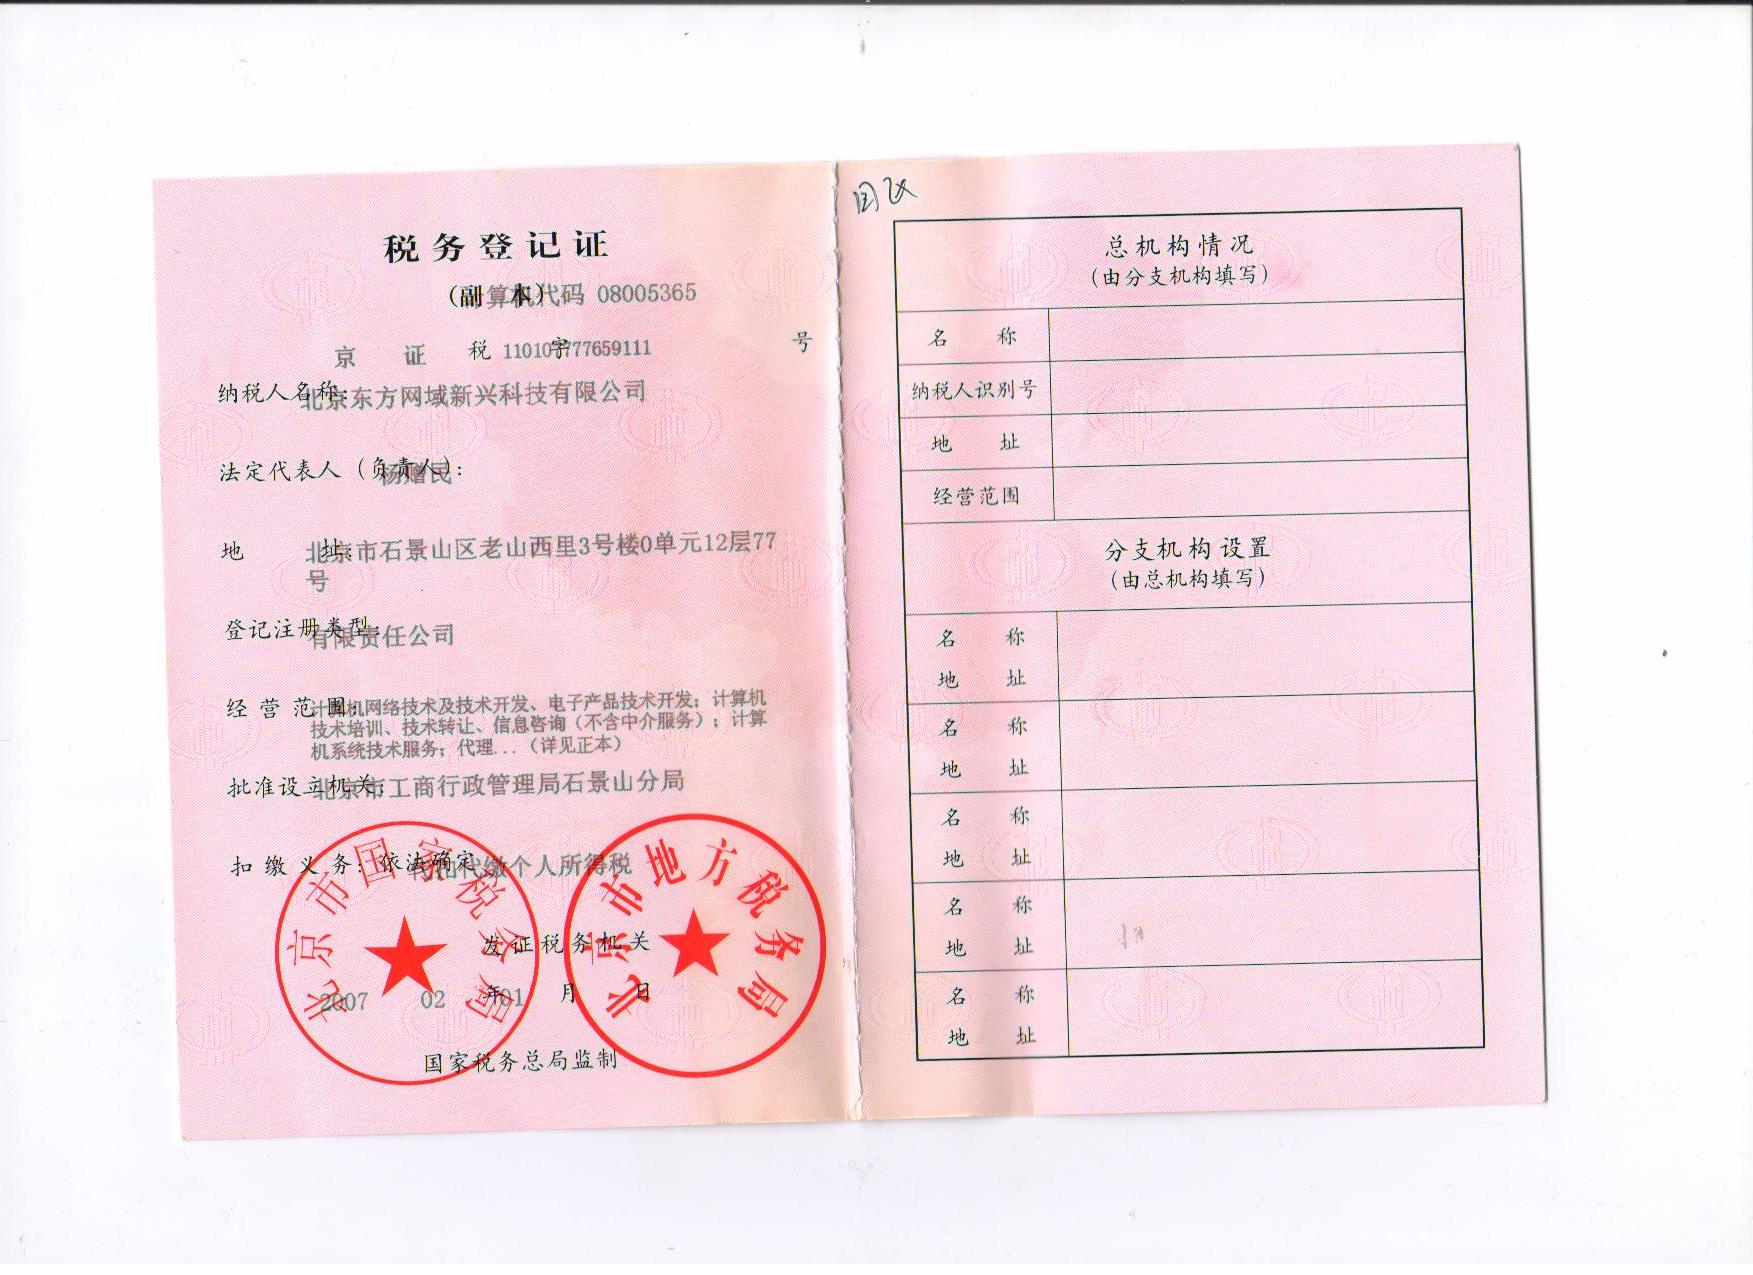 税务登记证
(副本)
计算机代码 08005365
京 证 税 字 110107777659111 号
纳税人名称: 北京东方网域新兴科技有限公司
法定代表人（负责人）: 杨赠民
地 址: 北京市石景山区老山西里3号楼0单元12层77
号
登记注册类型: 有限责任公司
经营范围: 计算机网络技术及技术开发、电子产品技术开发；计算机
技术培训、技术转让、信息咨询（不含中介服务）；计算
机系统技术服务；代理...（详见正本）
批准设立机关: 北京市工商行政管理局石景山分局
扣缴义务: 依法确定
代扣代缴个人所得税
北京市国家税务局
北京市地方税务局
发证税务机关
2007 年 02 月 01 日
国家税务总局监制
总机构情况
(由分支机构填写)
名 称
纳税人识别号
地 址
经营范围
分支机构设置
(由总机构填写)
名 称
地 址
名 称
地 址
名 称
地 址
名 称
地 址
名 称
地 址